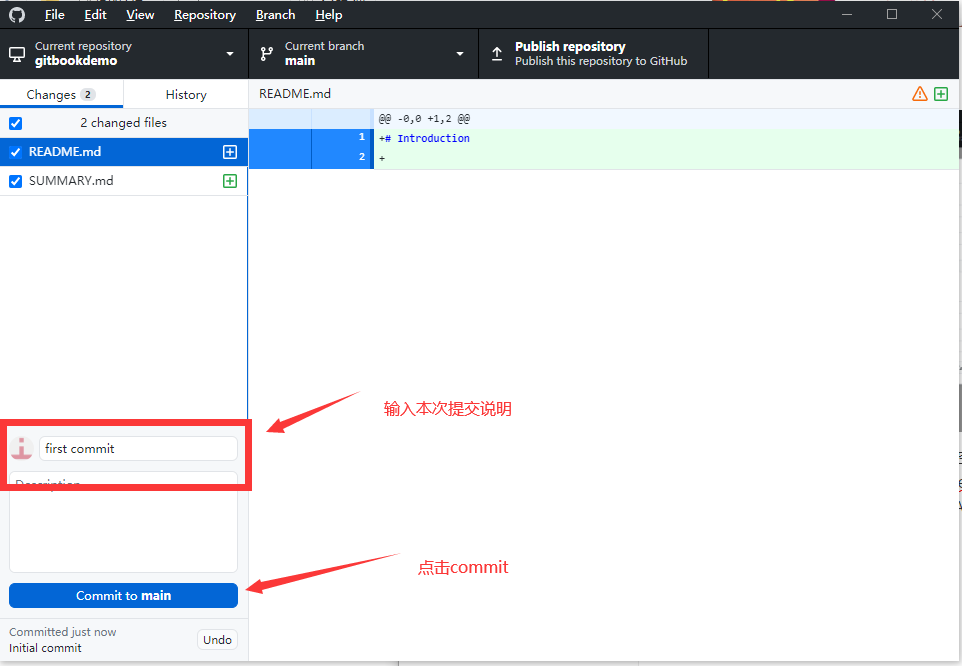 File Edit View Repository Branch Help
Current repository
gitbookdemo
Current branch
main
Publish repository
Publish this repository to GitHub
Changes 2
History
README.md
2 changed files
@@ -0,0 +1,2 @@
README.md
1 +# Introduction
2 +
SUMMARY.md
输入本次提交说明
first commit
Description
点击commit
Commit to main
Committed just now
Initial commit
Undo